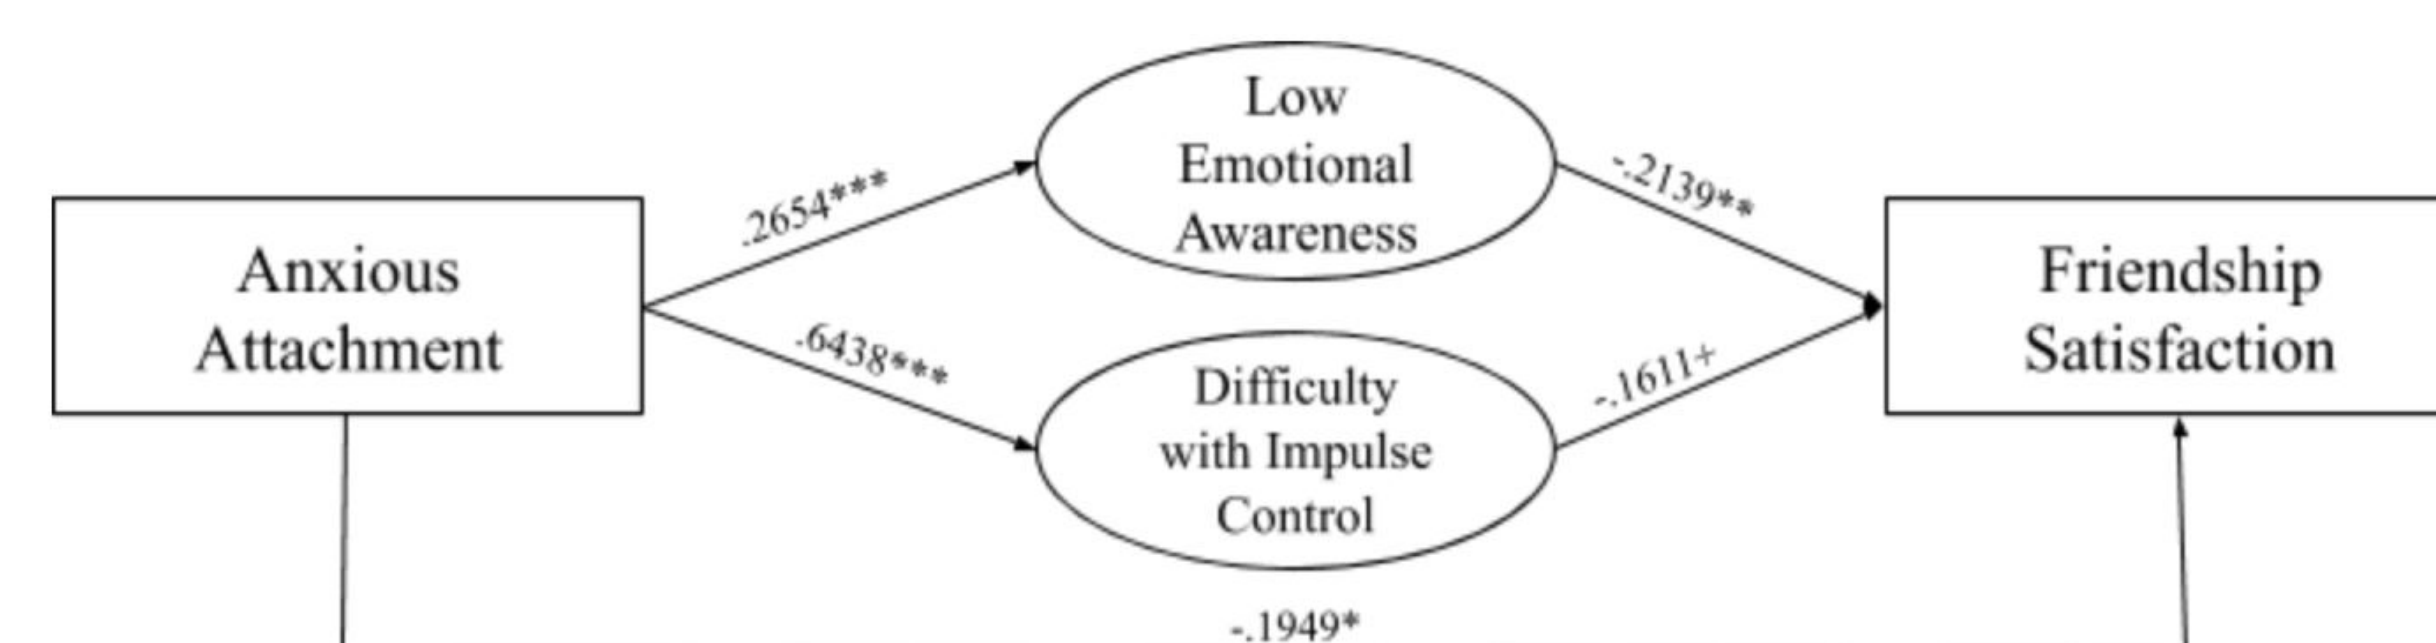 Low
Emotional
Awareness
.2654***
-.2139**
Anxious
Attachment
Friendship
Satisfaction
.6438***
-.1611+
Difficulty
with Impulse
Control
-.1949*